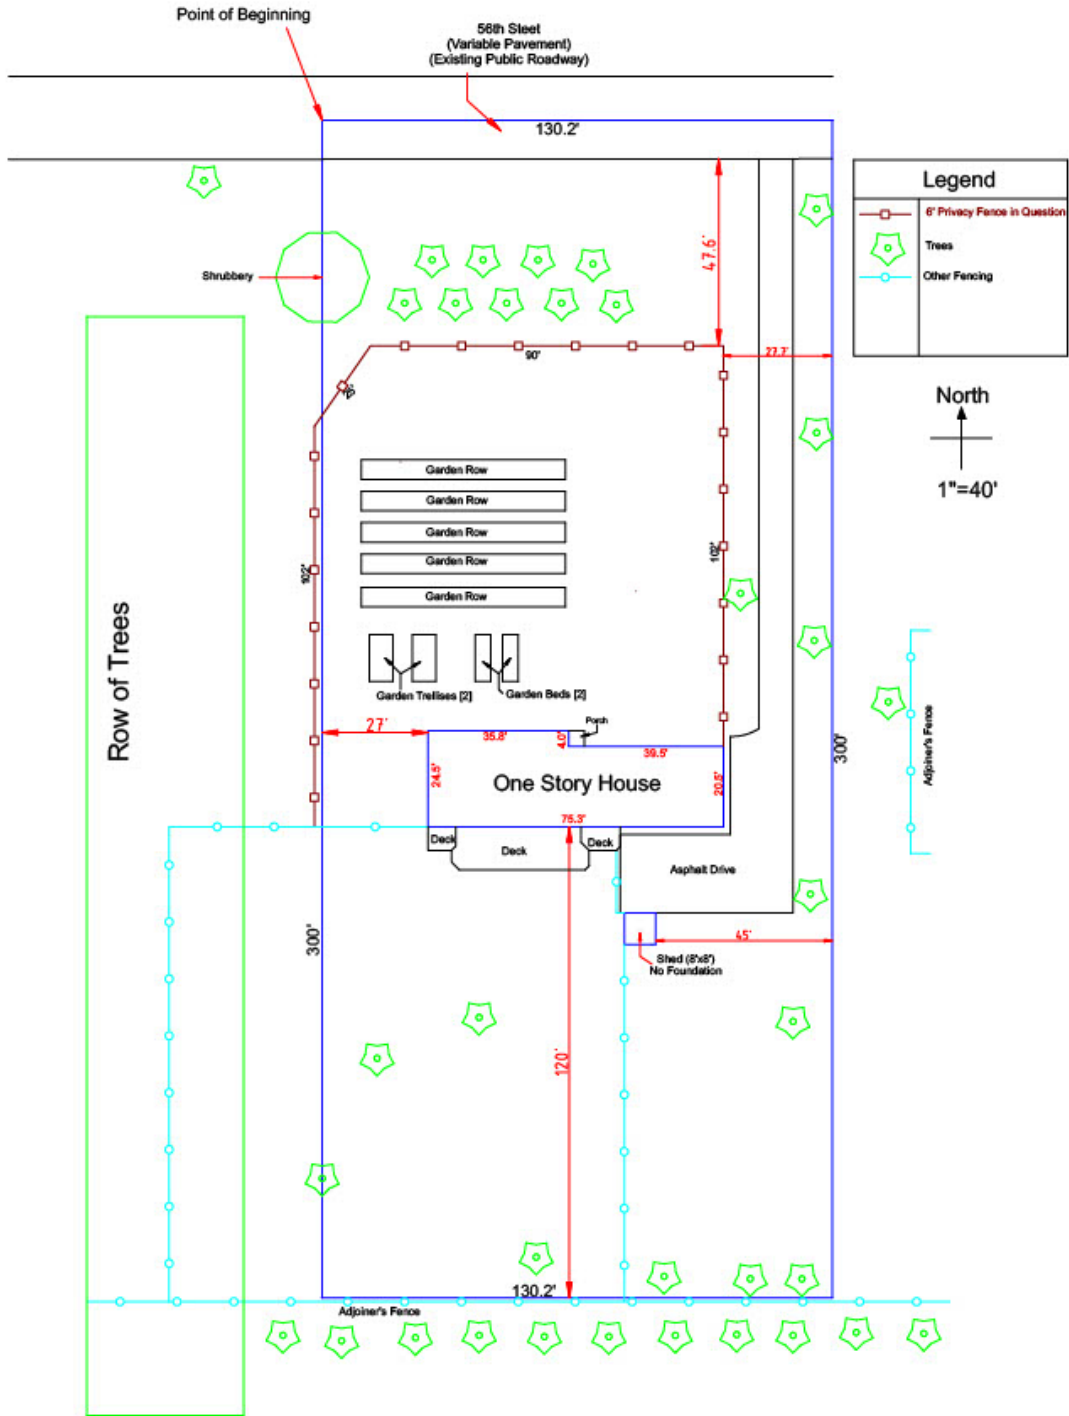 Point of Beginning
56th Steet
(Variable Pavement)
(Existing Public Roadway)
130.2'
Legend
6' Privacy Fence in Question
Trees
Other Fencing
47.6'
Shrubbery
27.7'
90'
20'
North
1"=40'
Garden Row
Garden Row
Garden Row
Garden Row
Garden Row
102'
102'
Row of Trees
Garden Trellises [2]
Garden Beds [2]
Porch
27'
35.8'
4.0'
39.5'
24.5'
One Story House
20.5'
75.3'
300'
Adjoiner's Fence
Deck
Deck
Deck
Asphalt Drive
300'
45'
Shed (8'x8')
No Foundation
120'
130.2'
Adjoiner's Fence